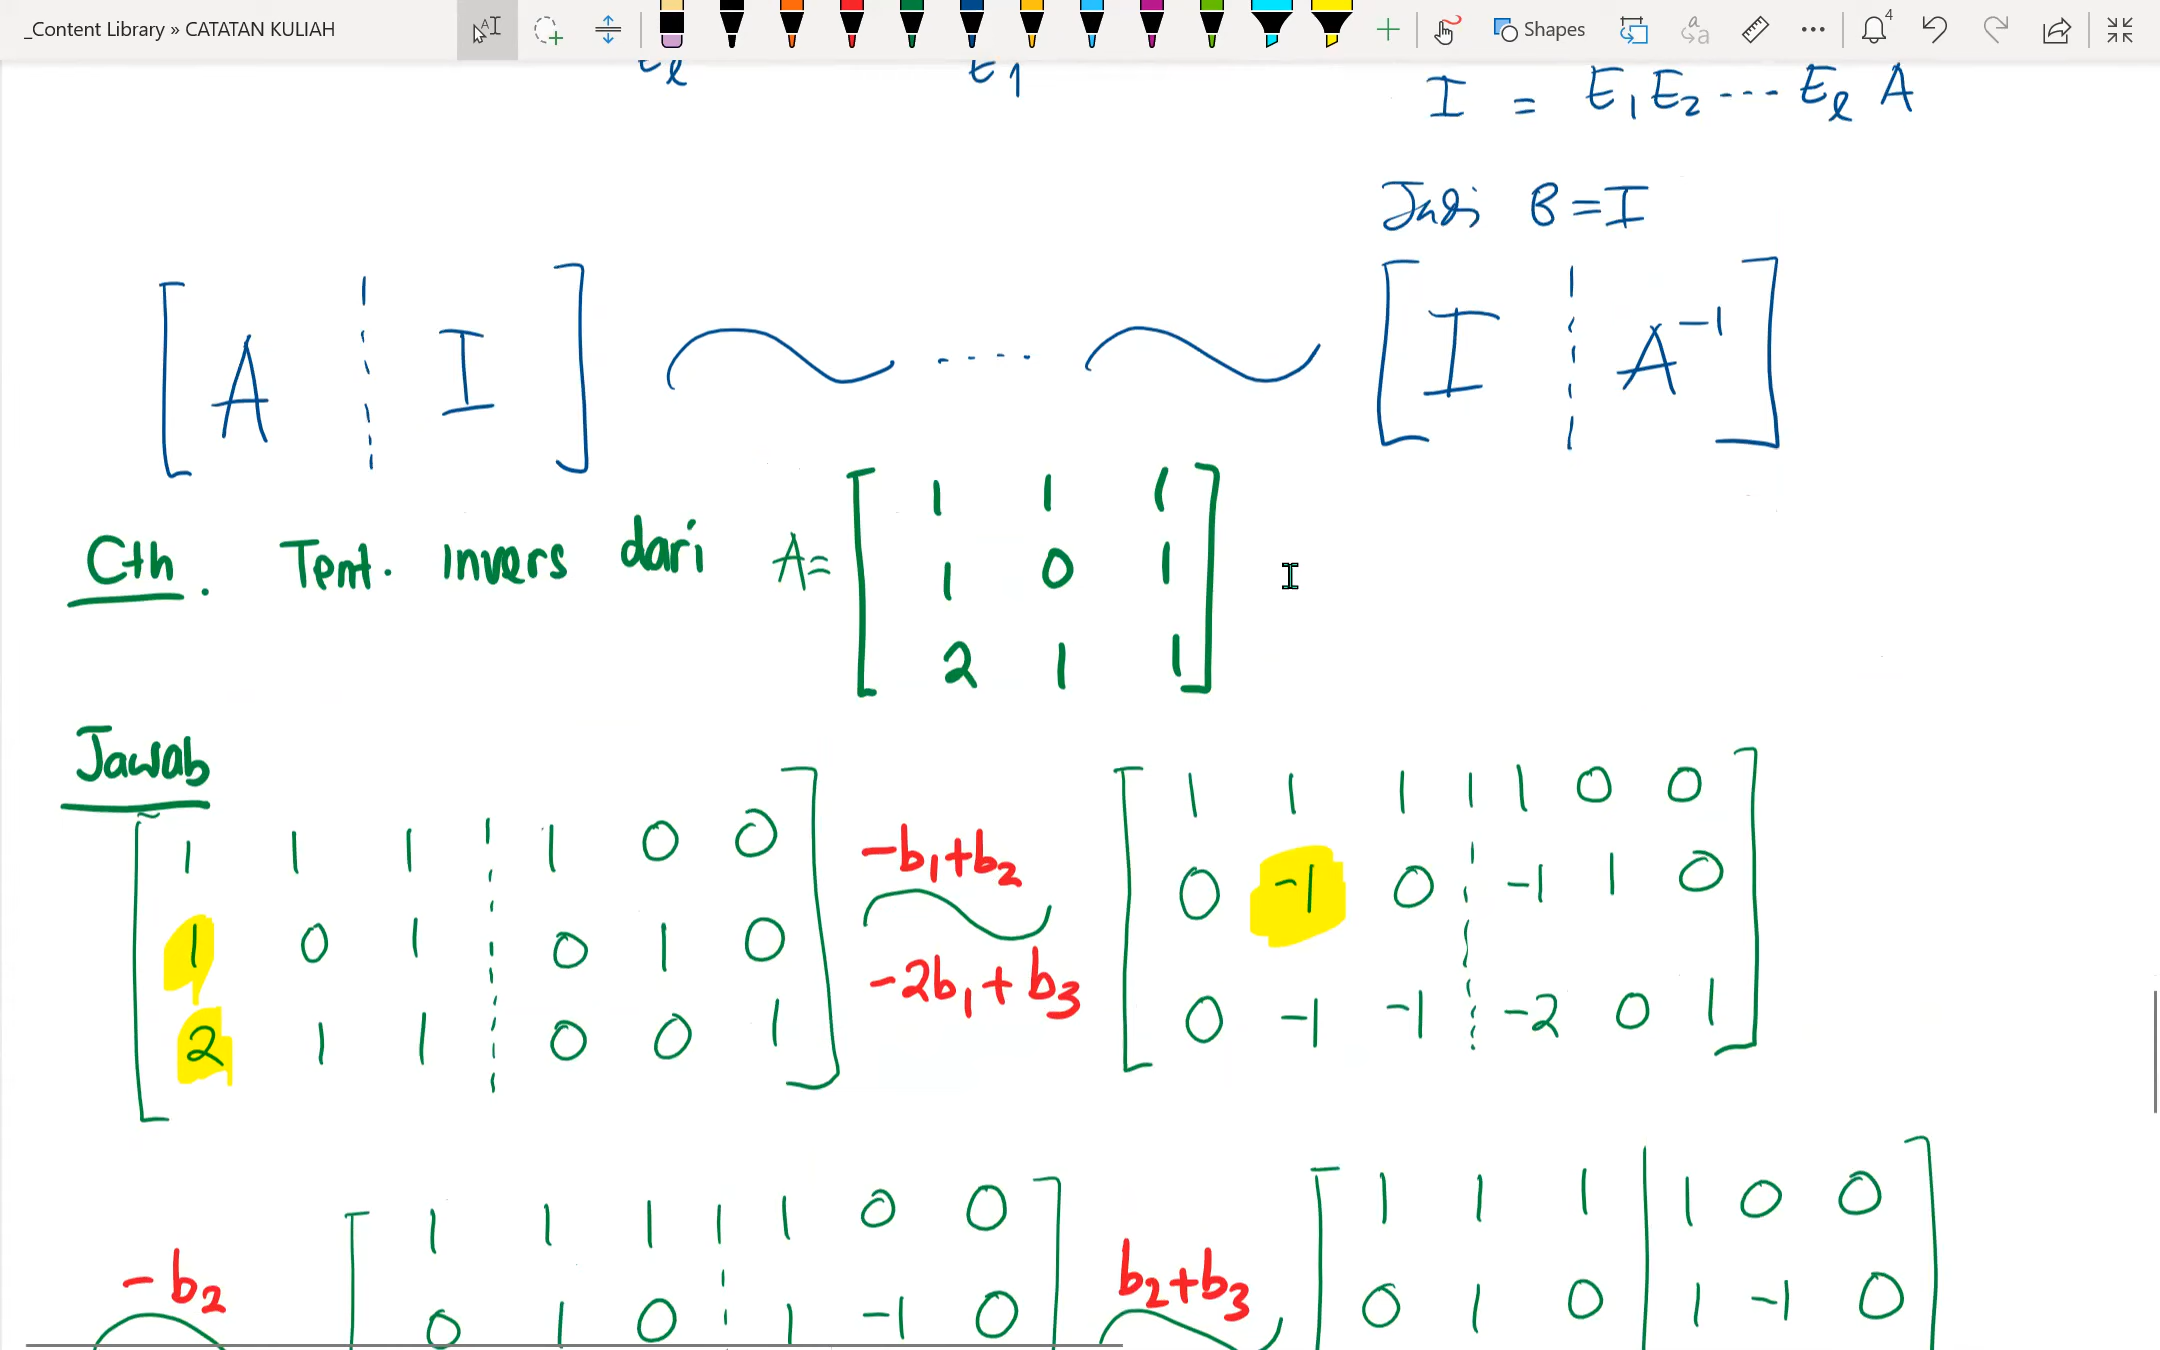 _Content Library » CATATAN KULIAH
Shapes
4
I = E1E2 ---- Eℓ A
Eℓ E1
Jadi B = I
[ A ¦ I ] ~ ---- ~ [ I ¦ A^-1 ]
Cth. Tent. invers dari A = [ 1 1 1
1 0 1
2 1 1 ]
Jawab
[ 1 1 1 ¦ 1 0 0
1 0 1 ¦ 0 1 0
2 1 1 ¦ 0 0 1 ]
-b1+b2
-2b1+b3
[ 1 1 1 ¦ 1 0 0
0 -1 0 ¦ -1 1 0
0 -1 -1 ¦ -2 0 1 ]
-b2
[ 1 1 1 ¦ 1 0 0
0 1 0 ¦ 1 -1 0
b2+b3
[ 1 1 1 | 1 0 0
0 1 0 | 1 -1 0